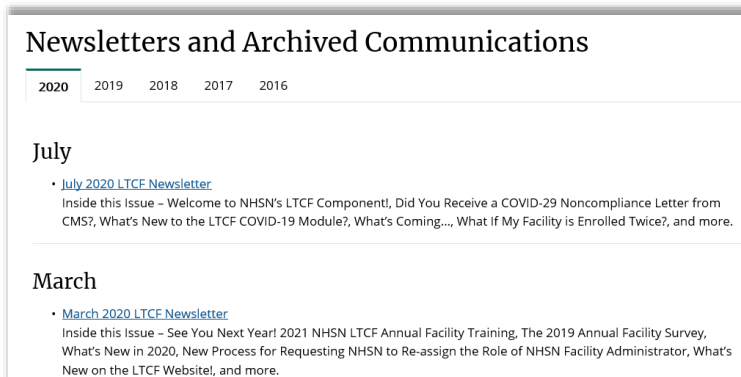 Newsletters and Archived Communications
2020 2019 2018 2017 2016
July
• July 2020 LTCF Newsletter
Inside this Issue – Welcome to NHSN's LTCF Component!, Did You Receive a COVID-29 Noncompliance Letter from
CMS?, What's New to the LTCF COVID-19 Module?, What's Coming..., What If My Facility is Enrolled Twice?, and more.
March
• March 2020 LTCF Newsletter
Inside this Issue – See You Next Year! 2021 NHSN LTCF Annual Facility Training, The 2019 Annual Facility Survey,
What's New in 2020, New Process for Requesting NHSN to Re-assign the Role of NHSN Facility Administrator, What's
New on the LTCF Website!, and more.